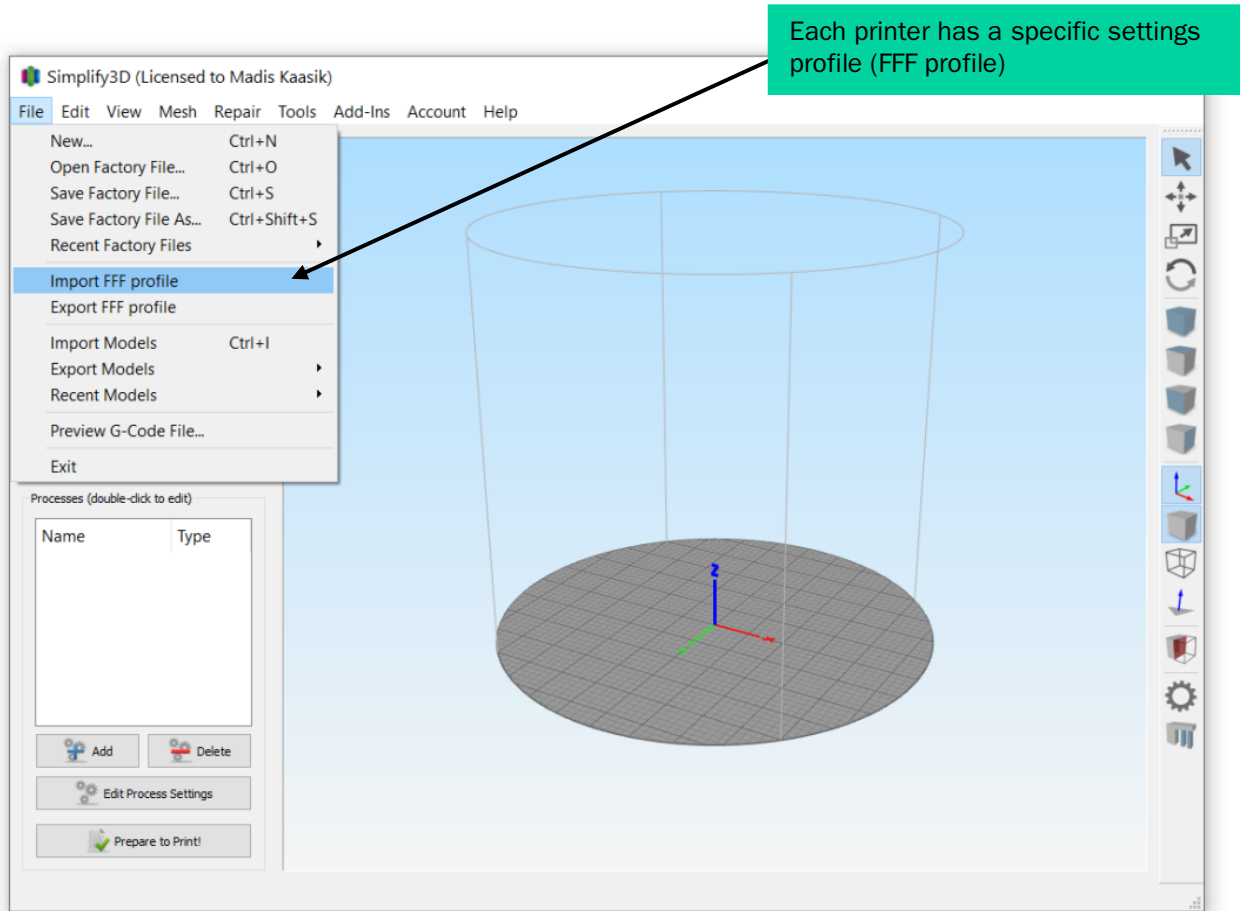 Each printer has a specific settings
profile (FFF profile)
Simplify3D (Licensed to Madis Kaasik)
File Edit View Mesh Repair Tools Add-Ins Account Help
New... Ctrl+N
Open Factory File... Ctrl+O
Save Factory File... Ctrl+S
Save Factory File As... Ctrl+Shift+S
Recent Factory Files
Import FFF profile
Export FFF profile
Import Models Ctrl+I
Export Models
Recent Models
Preview G-Code File...
Exit
Processes (double-click to edit)
Name Type
Add Delete
Edit Process Settings
Prepare to Print!
Z
X
Y